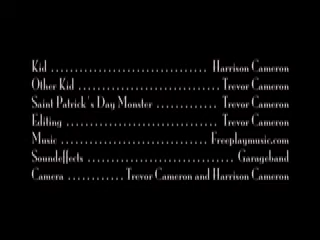 Kid ............................... Harrison Cameron
Other Kid ............................ Trevor Cameron
Saint Patrick's Day Monster ............. Trevor Cameron
Editing .............................. Trevor Cameron
Music ............................. Freeplaymusic.com
Soundeffects ............................. Garageband
Camera ............ Trevor Cameron and Harrison Cameron